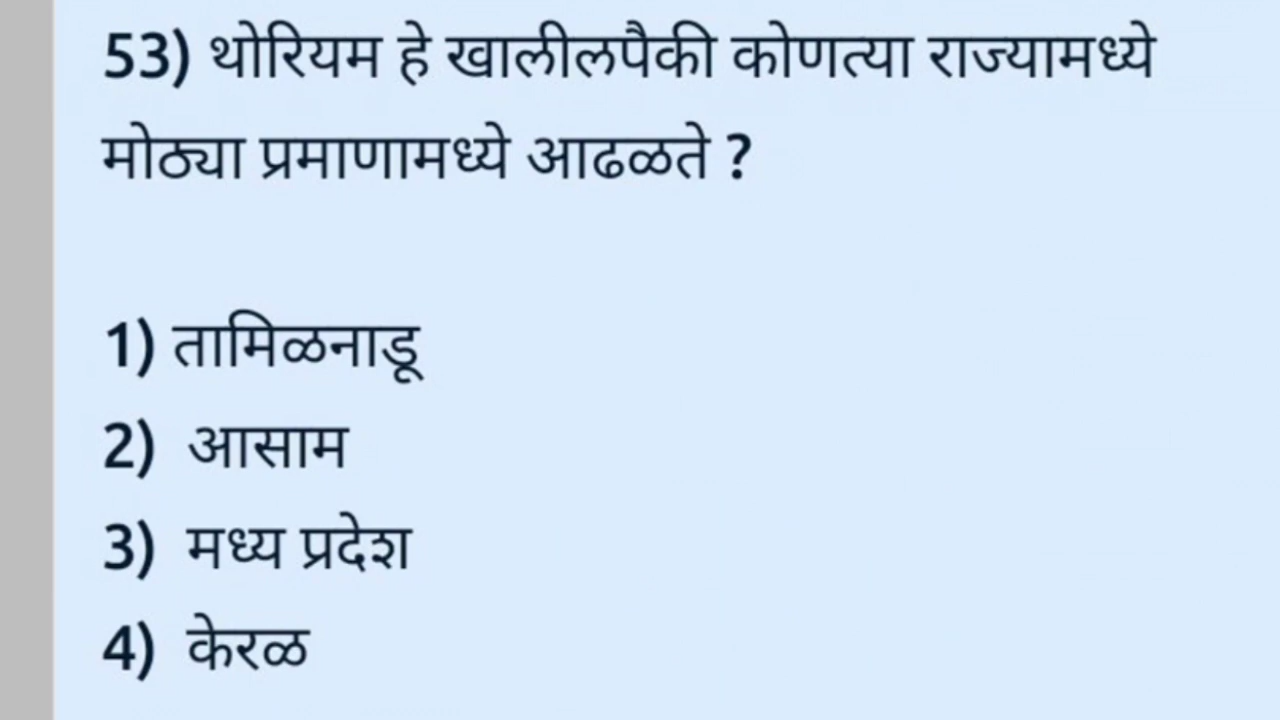 53) थोरियम हे खालीलपैकी कोणत्या राज्यामध्ये
मोठ्या प्रमाणामध्ये आढळते ?
1) तामिळनाडू
2) आसाम
3) मध्य प्रदेश
4) केरळ